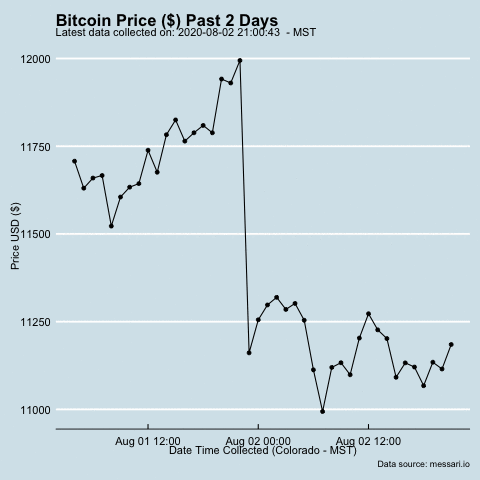 Bitcoin Price ($) Past 2 Days
Latest data collected on: 2020-08-02 21:00:43  - MST
12000
11750
11500
11250
11000
Price USD ($)
Aug 01 12:00 Aug 02 00:00 Aug 02 12:00
Date Time Collected (Colorado - MST)
Data source: messari.io